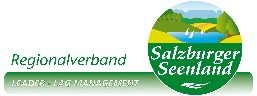 Regionalverband
Salzburger
Seenland
LEADER - LAG MANAGEMENT